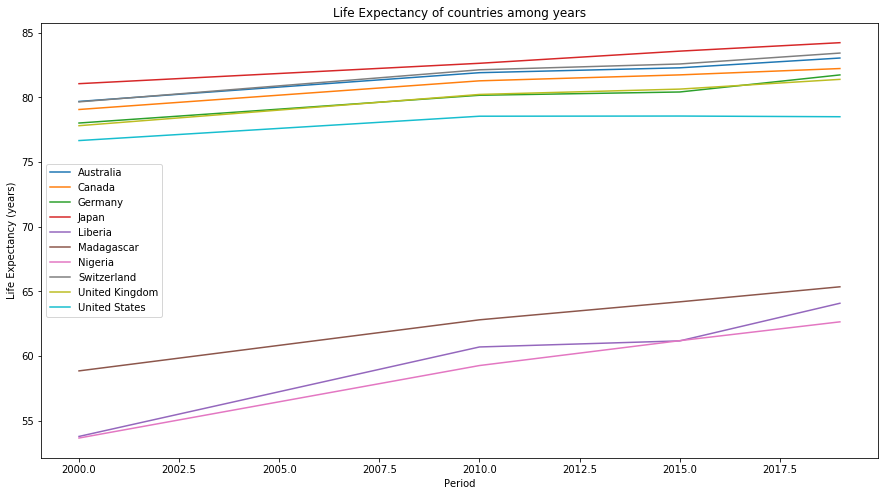 Life Expectancy of countries among years
85
80
75
70
65
60
55
Life Expectancy (years)
Australia
Canada
Germany
Japan
Liberia
Madagascar
Nigeria
Switzerland
United Kingdom
United States
2000.0 2002.5 2005.0 2007.5 2010.0 2012.5 2015.0 2017.5
Period